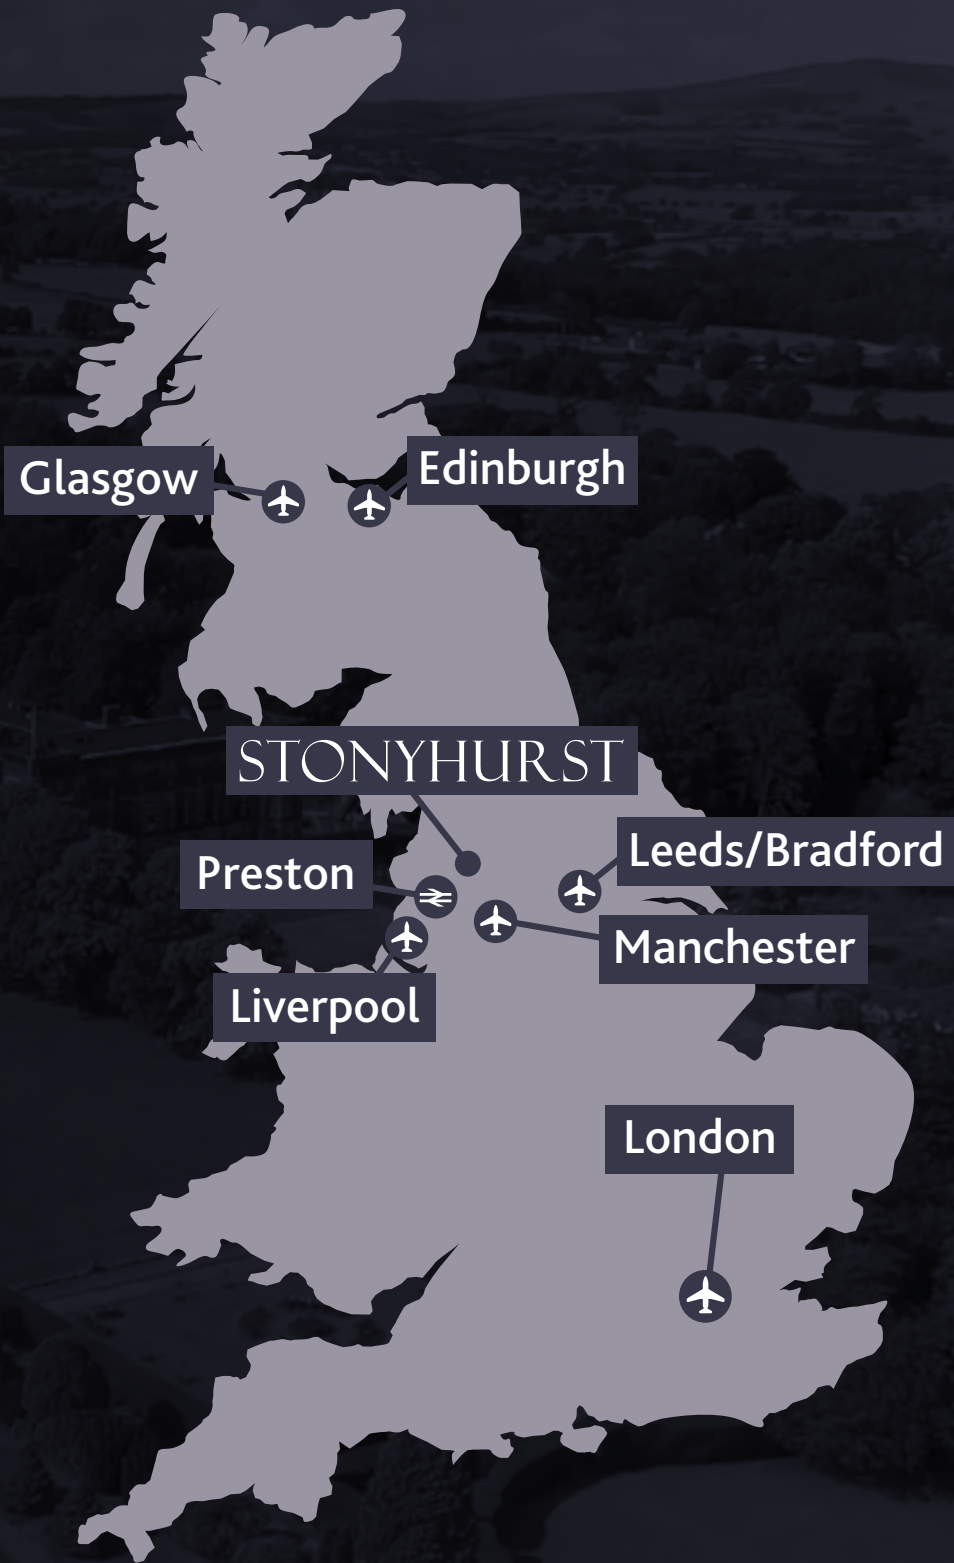 Glasgow
Edinburgh
STONYHURST
Leeds/Bradford
Preston
Manchester
Liverpool
London